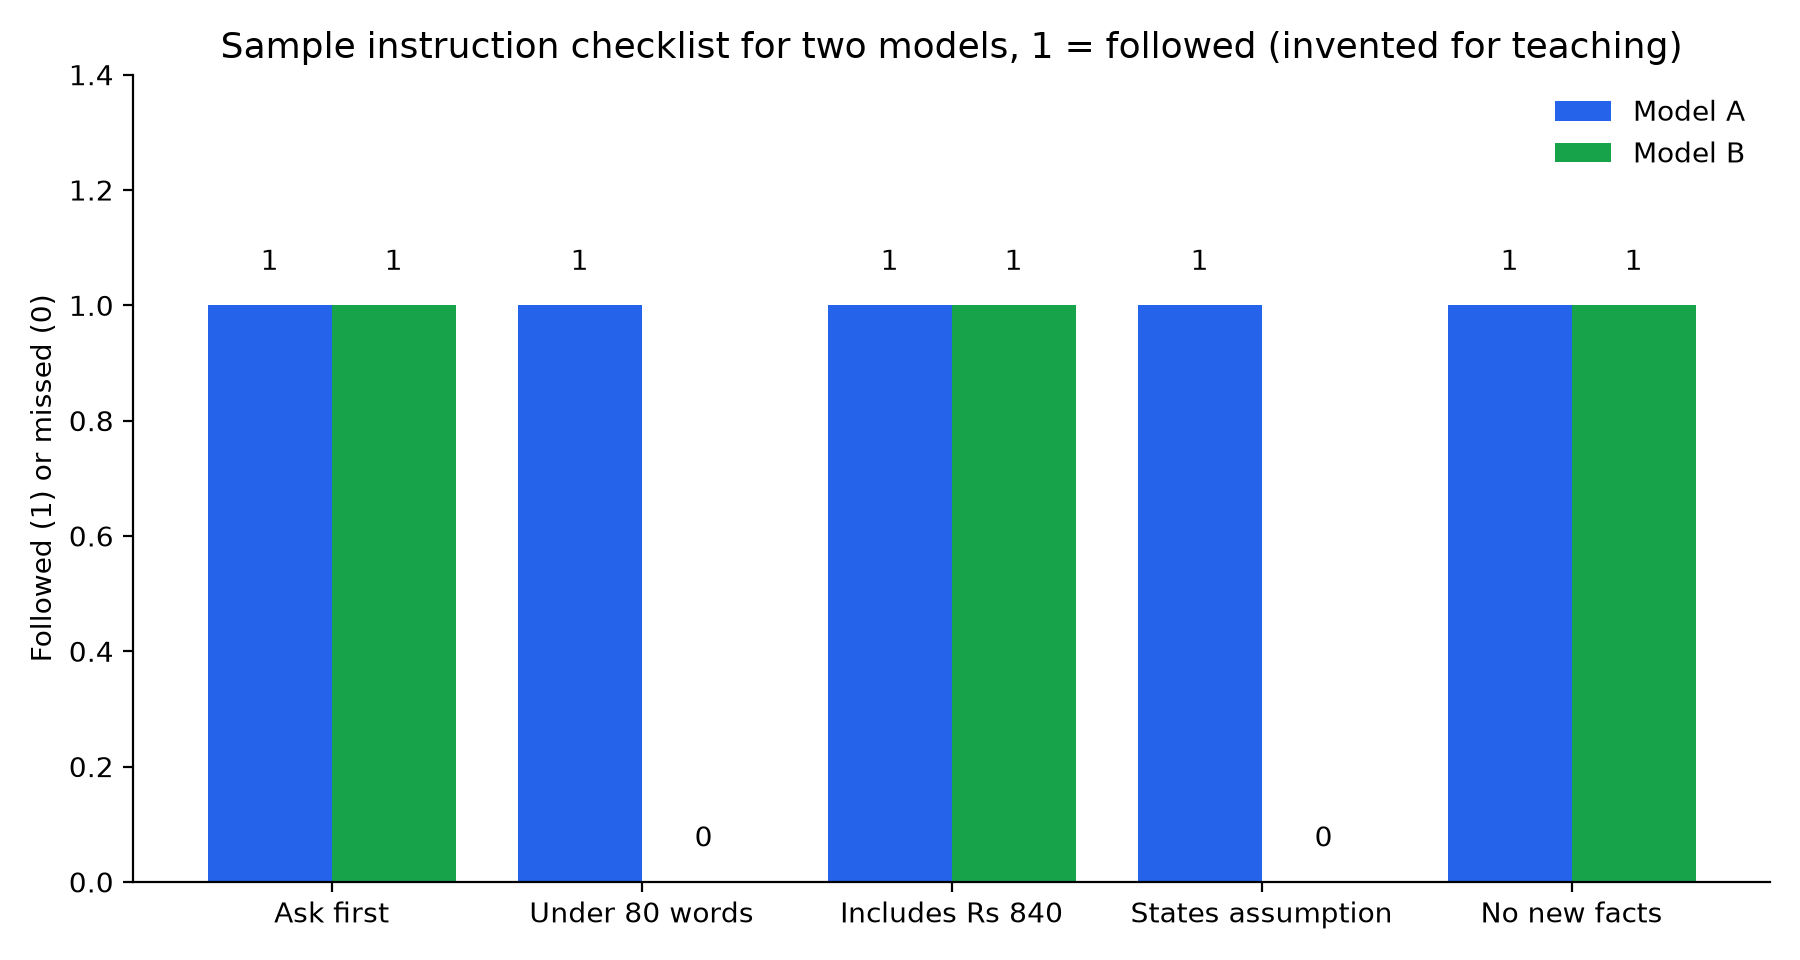 Sample instruction checklist for two models, 1 = followed (invented for teaching)
Model A
Model B
Followed (1) or missed (0)
1.4
1.2
1.0
0.8
0.6
0.4
0.2
0.0
1 1 1 1 1 1 1 1
0 0
Ask first Under 80 words Includes Rs 840 States assumption No new facts